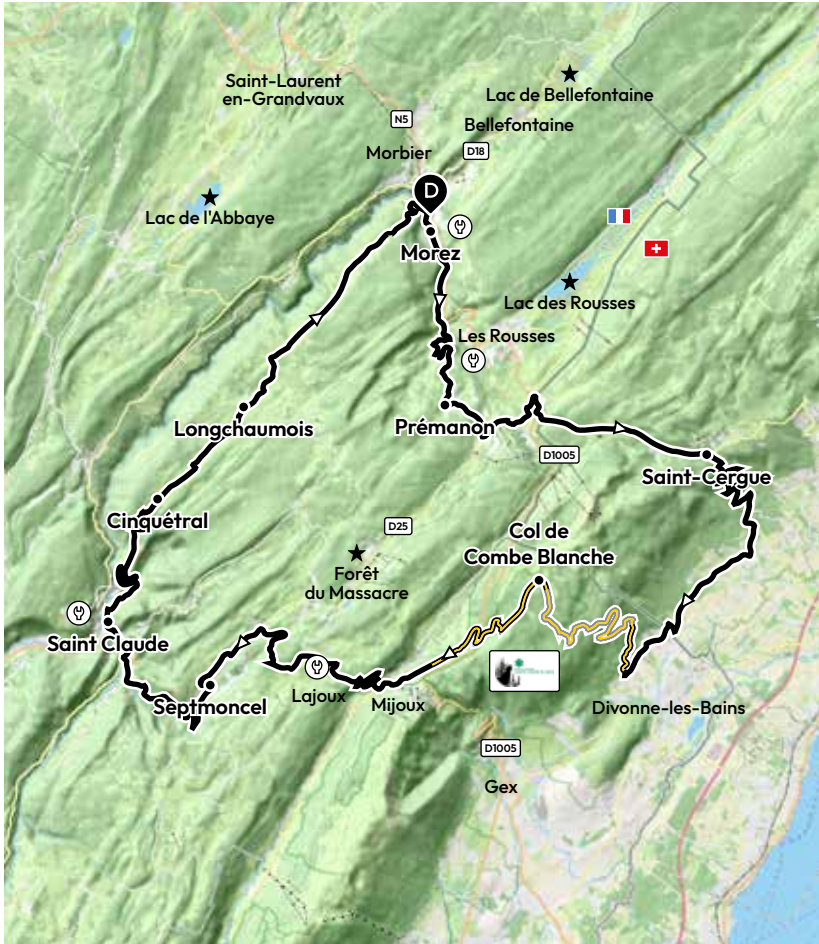 Saint-Laurent
en-Grandvaux
Lac de Bellefontaine
N5
Bellefontaine
Morbier
D18
D
Lac de l'Abbaye
Morez
Lac des Rousses
Les Rousses
Longchaumois
Prémanon
D1005
Saint-Cergue
Cinquétral
D25
Col de
Combe Blanche
Forêt
du Massacre
Saint Claude
Septmoncel
Lajoux
Mijoux
Divonne-les-Bains
D1005
Gex